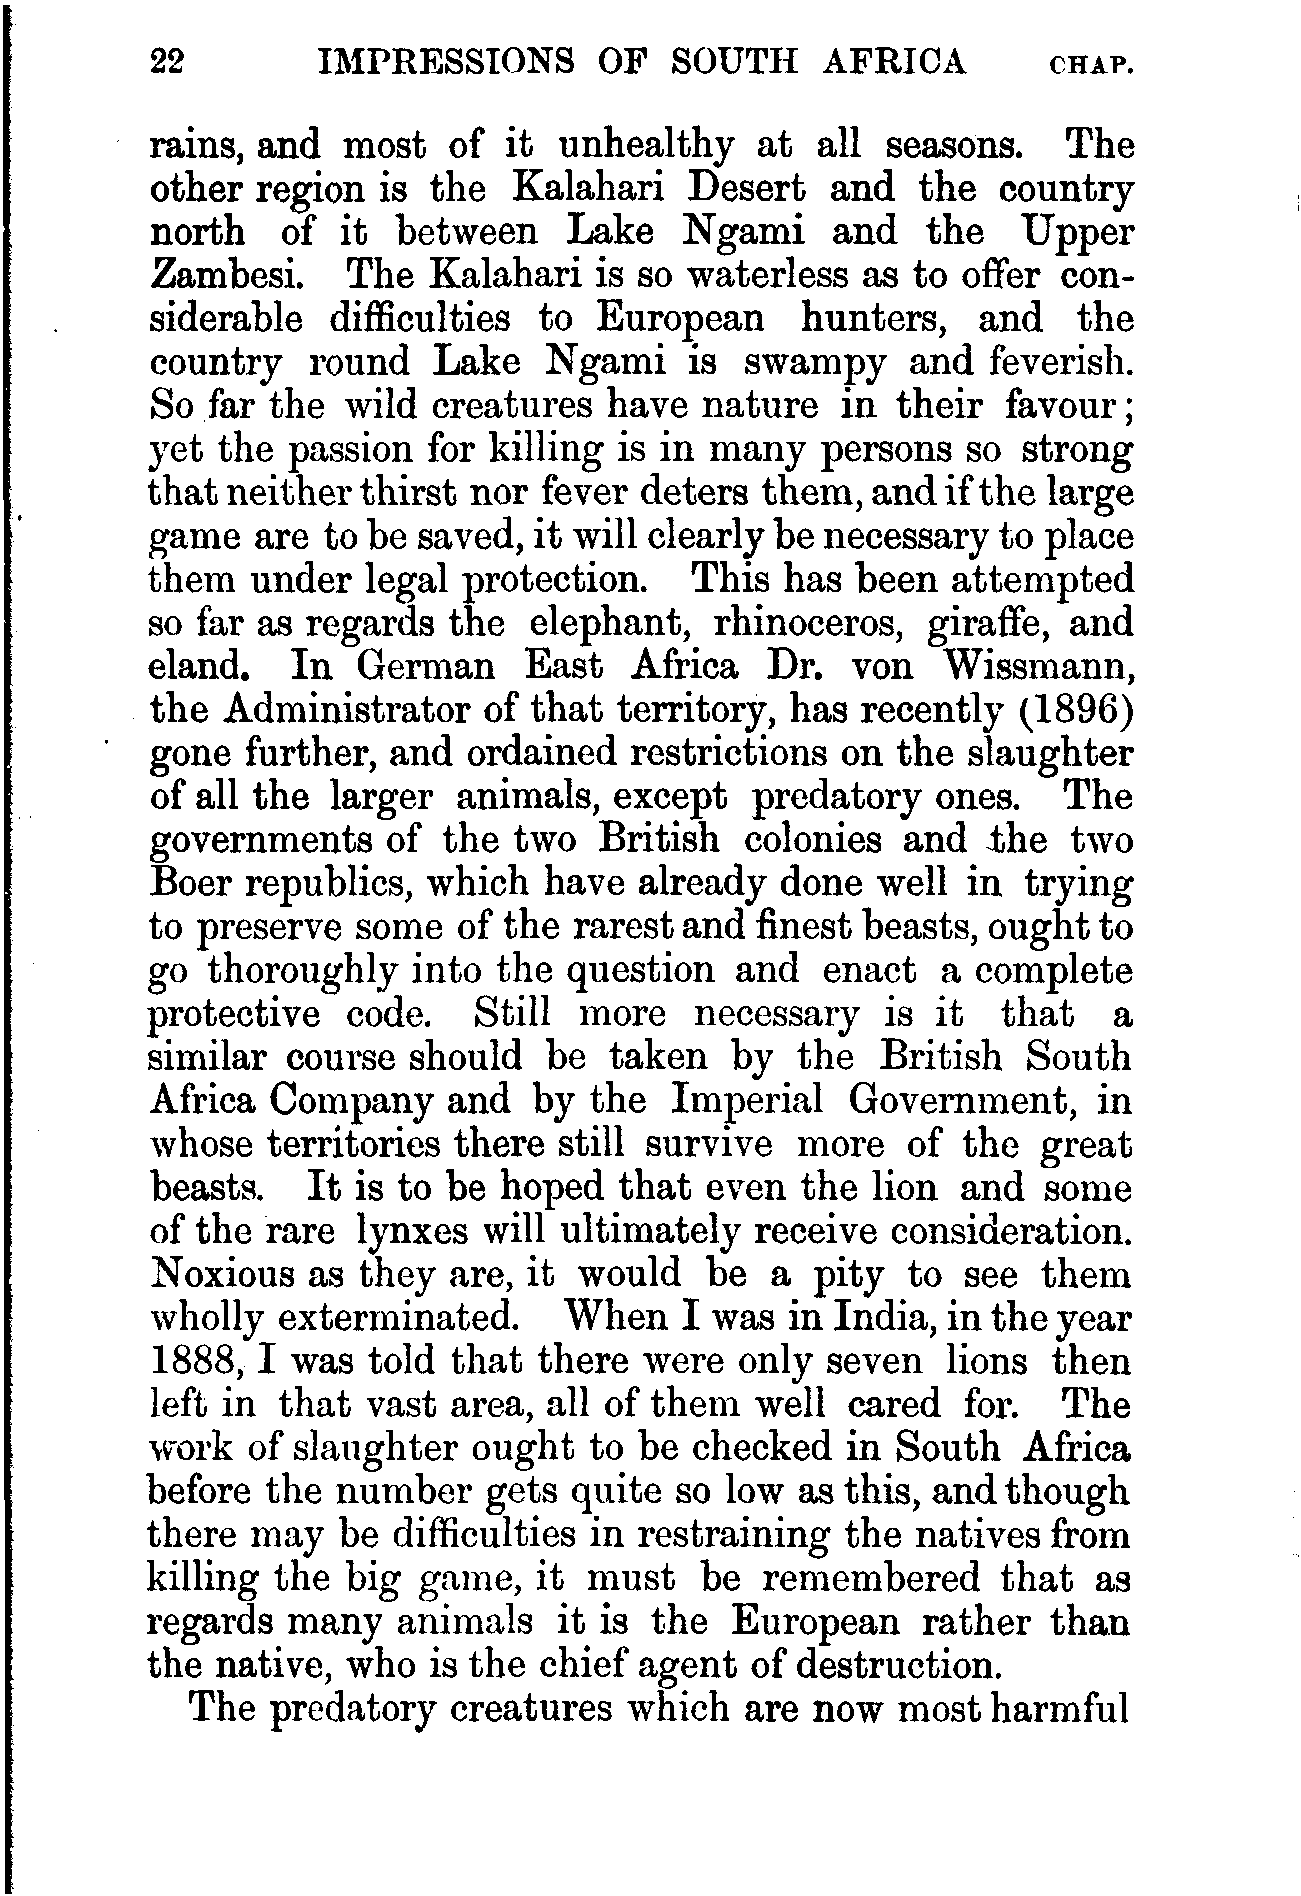 22 IMPRESSIONS OF SOUTH AFRICA CHAP.
rains, and most of it unhealthy at all seasons. The
other region is the Kalahari Desert and the country
north of it between Lake Ngami and the Upper
Zambesi. The Kalahari is so waterless as to offer con-
siderable difficulties to European hunters, and the
country round Lake Ngami is swampy and feverish.
So far the wild creatures have nature in their favour;
yet the passion for killing is in many persons so strong
that neither thirst nor fever deters them, and if the large
game are to be saved, it will clearly be necessary to place
them under legal protection. This has been attempted
so far as regards the elephant, rhinoceros, giraffe, and
eland. In German East Africa Dr. von Wissmann,
the Administrator of that territory, has recently (1896)
gone further, and ordained restrictions on the slaughter
of all the larger animals, except predatory ones. The
governments of the two British colonies and the two
Boer republics, which have already done well in trying
to preserve some of the rarest and finest beasts, ought to
go thoroughly into the question and enact a complete
protective code. Still more necessary is it that a
similar course should be taken by the British South
Africa Company and by the Imperial Government, in
whose territories there still survive more of the great
beasts. It is to be hoped that even the lion and some
of the rare lynxes will ultimately receive consideration.
Noxious as they are, it would be a pity to see them
wholly exterminated. When I was in India, in the year
1888, I was told that there were only seven lions then
left in that vast area, all of them well cared for. The
work of slaughter ought to be checked in South Africa
before the number gets quite so low as this, and though
there may be difficulties in restraining the natives from
killing the big game, it must be remembered that as
regards many animals it is the European rather than
the native, who is the chief agent of destruction.
The predatory creatures which are now most harmful